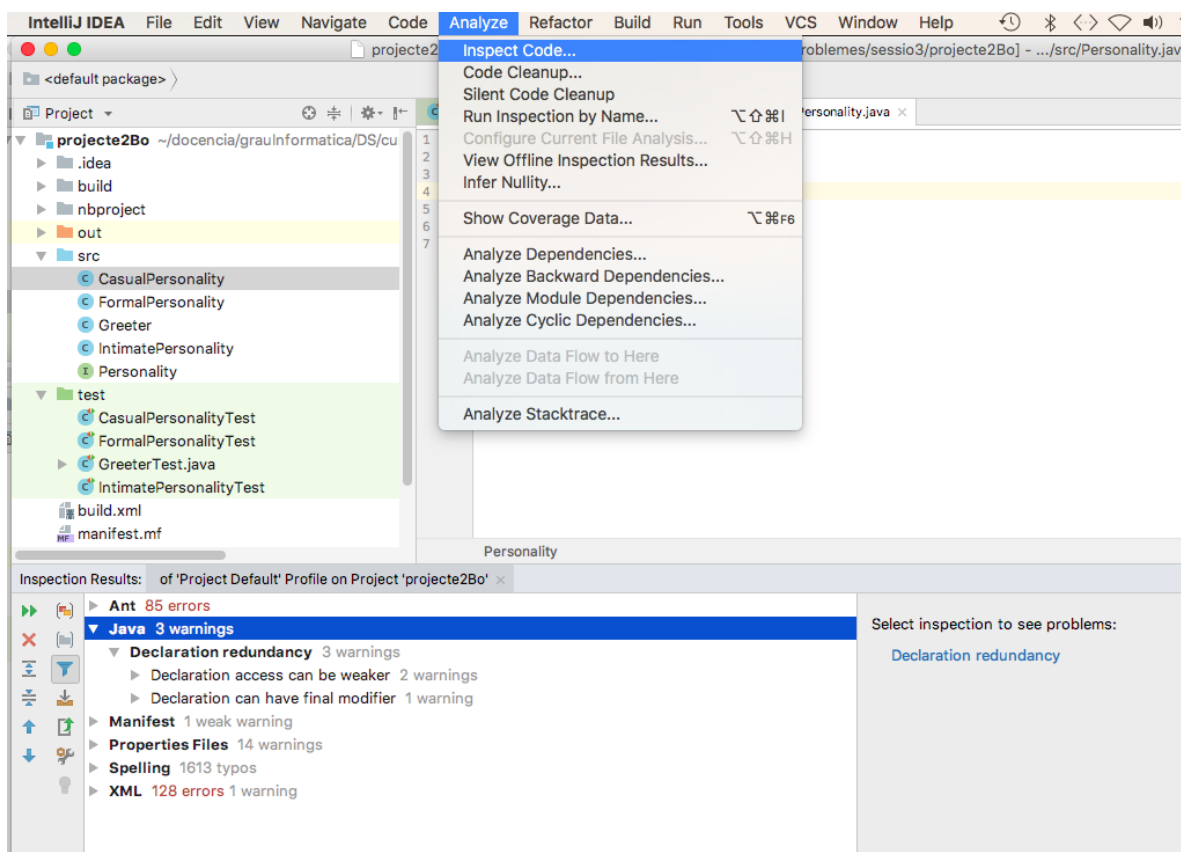 IntelliJ IDEA File Edit View Navigate Code Analyze Refactor Build Run Tools VCS Window Help
projecte2
roblemes/sessio3/projecte2Bo] - .../src/Personality.jav
<default package>
Project
ersonality.java
projecte2Bo ~/docencia/grauInformatica/DS/cu
.idea
build
nbproject
out
src
CasualPersonality
FormalPersonality
Greeter
IntimatePersonality
Personality
test
CasualPersonalityTest
FormalPersonalityTest
GreeterTest.java
IntimatePersonalityTest
build.xml
MF manifest.mf
1
2
3
4
5
6
7
Inspect Code...
Code Cleanup...
Silent Code Cleanup
Run Inspection by Name... ⌥⇧⌘I
Configure Current File Analysis... ⌥⇧⌘H
View Offline Inspection Results...
Infer Nullity...
Show Coverage Data... ⌥⌘F6
Analyze Dependencies...
Analyze Backward Dependencies...
Analyze Module Dependencies...
Analyze Cyclic Dependencies...
Analyze Data Flow to Here
Analyze Data Flow from Here
Analyze Stacktrace...
Personality
Inspection Results: of 'Project Default' Profile on Project 'projecte2Bo'
Ant 85 errors
Java 3 warnings
Declaration redundancy 3 warnings
Declaration access can be weaker 2 warnings
Declaration can have final modifier 1 warning
Manifest 1 weak warning
Properties Files 14 warnings
Spelling 1613 typos
XML 128 errors 1 warning
Select inspection to see problems:
Declaration redundancy